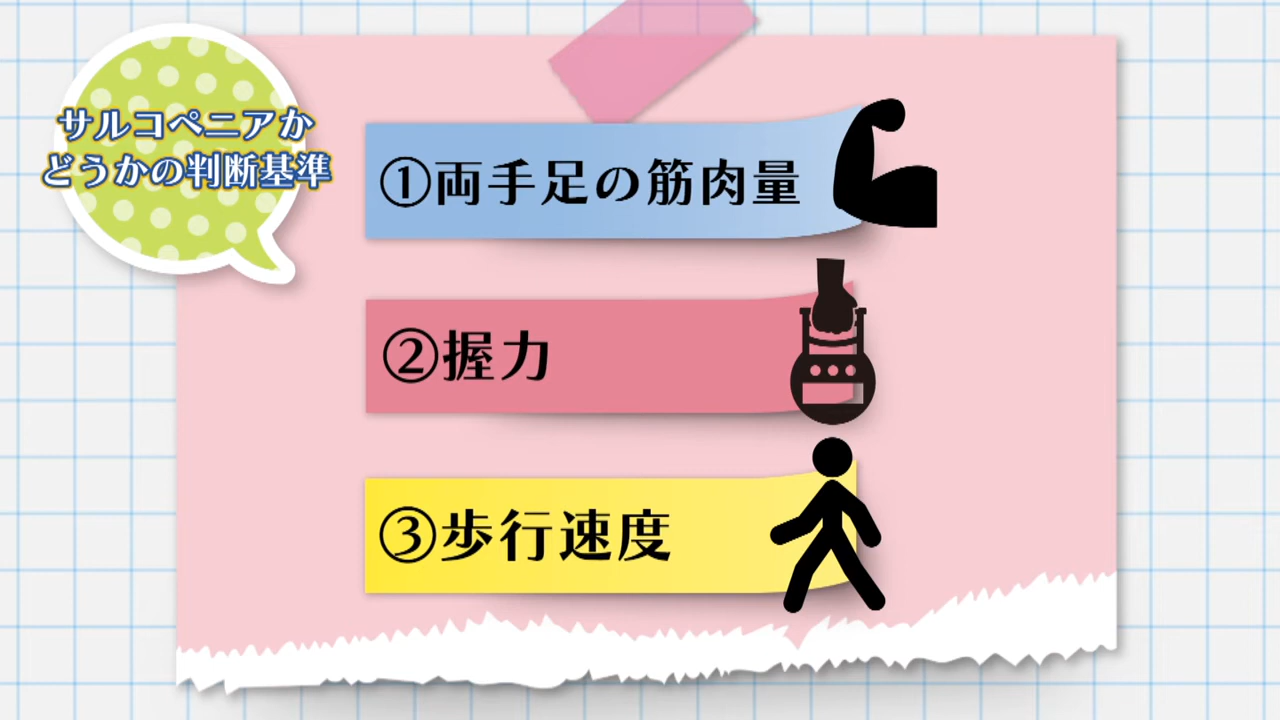 サルコペニアか
どうかの判断基準
①両手足の筋肉量
②握力
③歩行速度